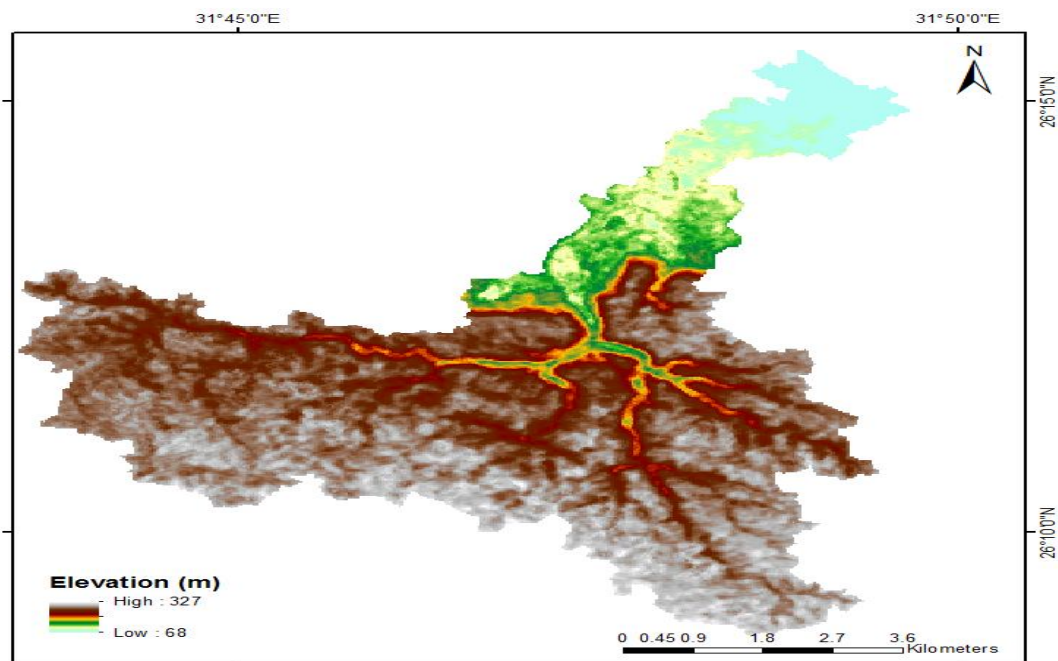 31°45'0"E
31°50'0"E
N
26°15'0"N
26°10'0"N
Elevation (m)
High : 327
Low : 68
0 0.45 0.9 1.8 2.7 3.6
Kilometers